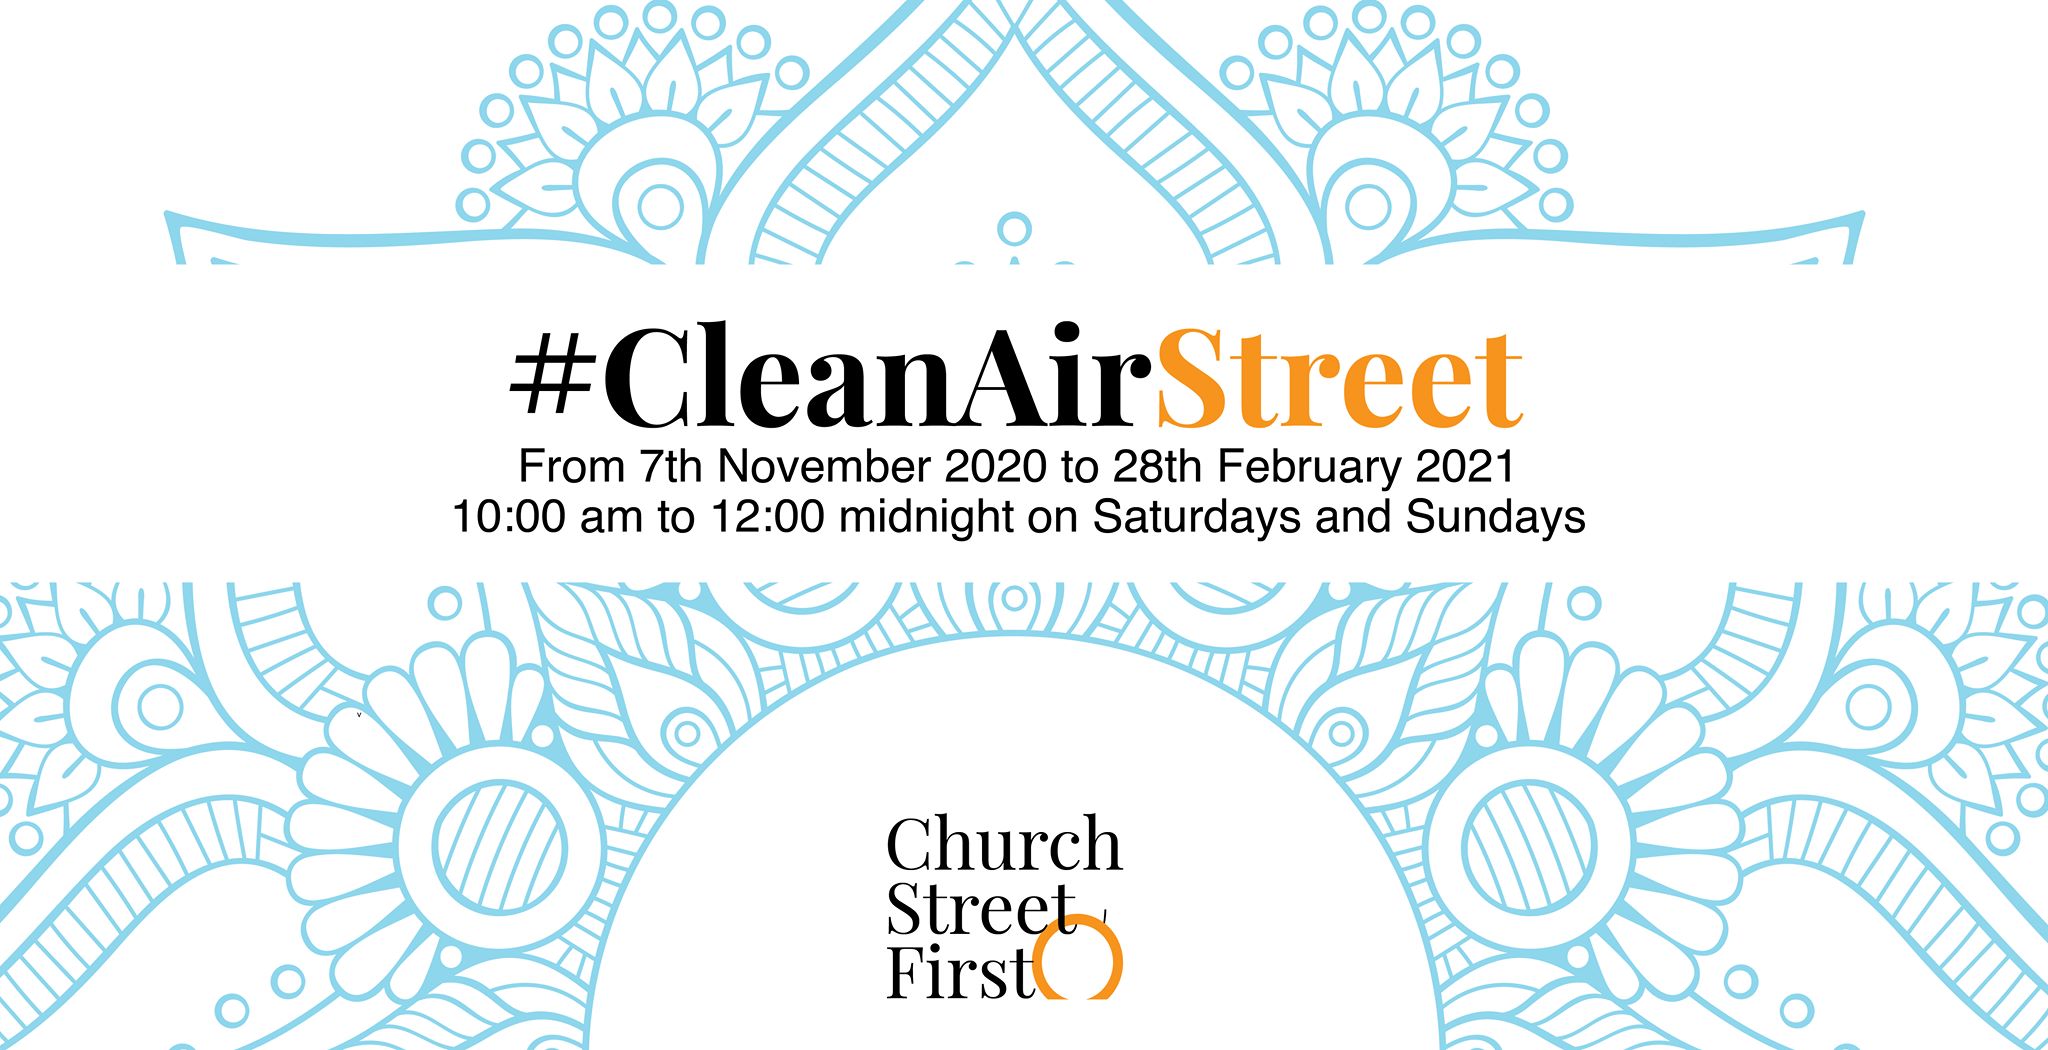 #CleanAirStreet
From 7th November 2020 to 28th February 2021
10:00 am to 12:00 midnight on Saturdays and Sundays
v
Church
Street
First